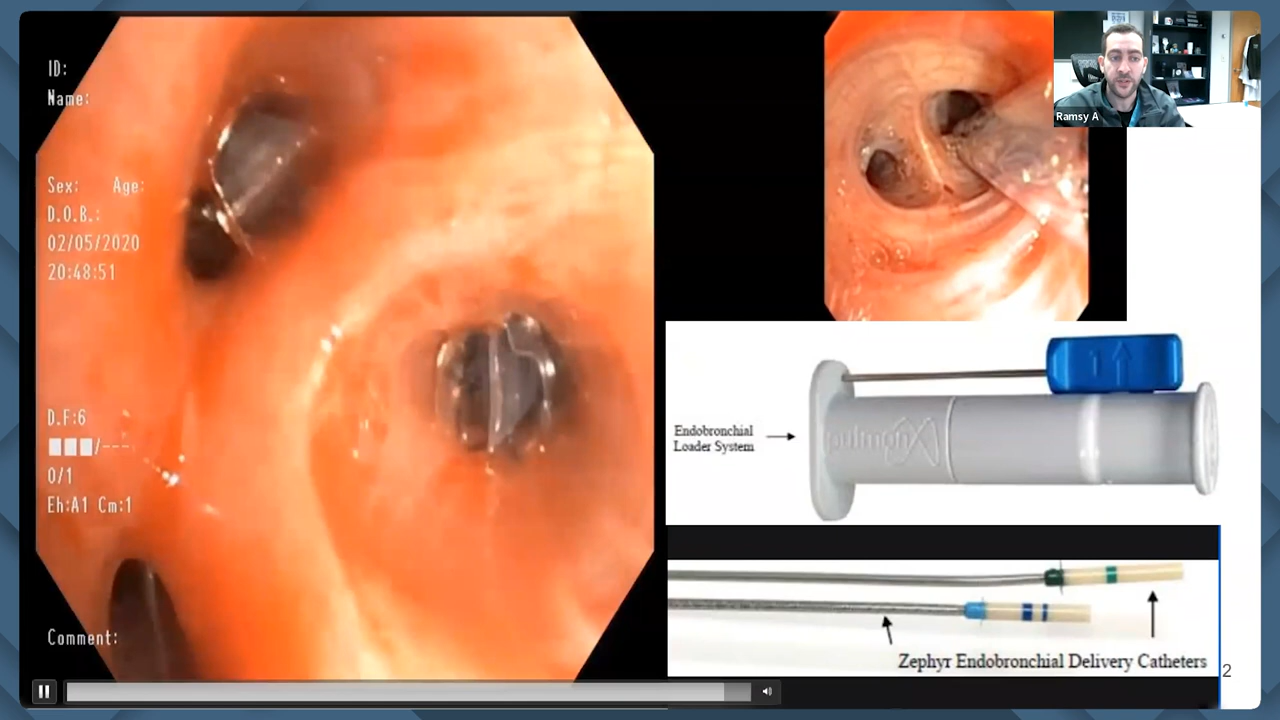 ID:
Name:
Sex: Age:
D.O.B.:
02/05/2020
20:48:51
D.F:6
/---
0/1
Eh:A1 Cm:1
Comment:
Ramsy A
Endobronchial
Loader System
pulmonx
1
Zephyr Endobronchial Delivery Catheters
2